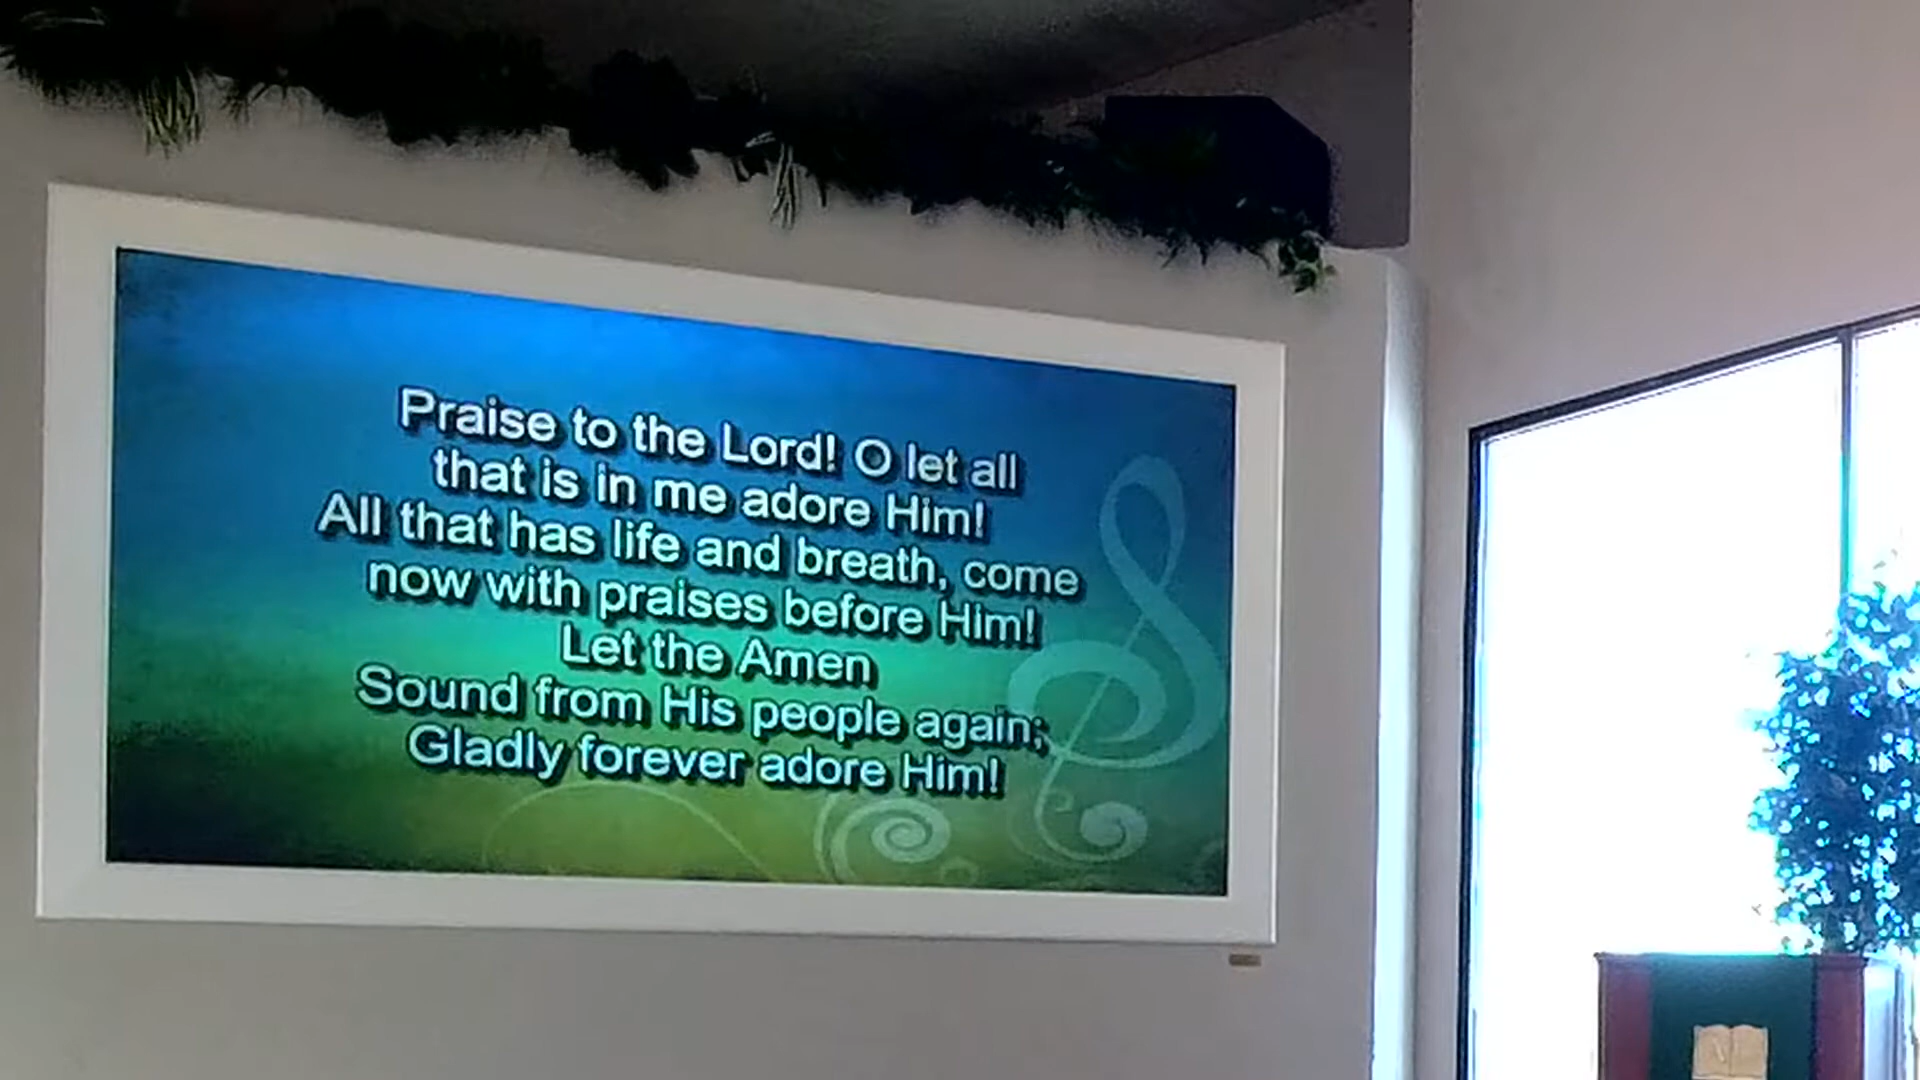 Praise to the Lord! O let all
that is in me adore Him!
All that has life and breath, come
now with praises before Him!
Let the Amen
Sound from His people again;
Gladly forever adore Him!